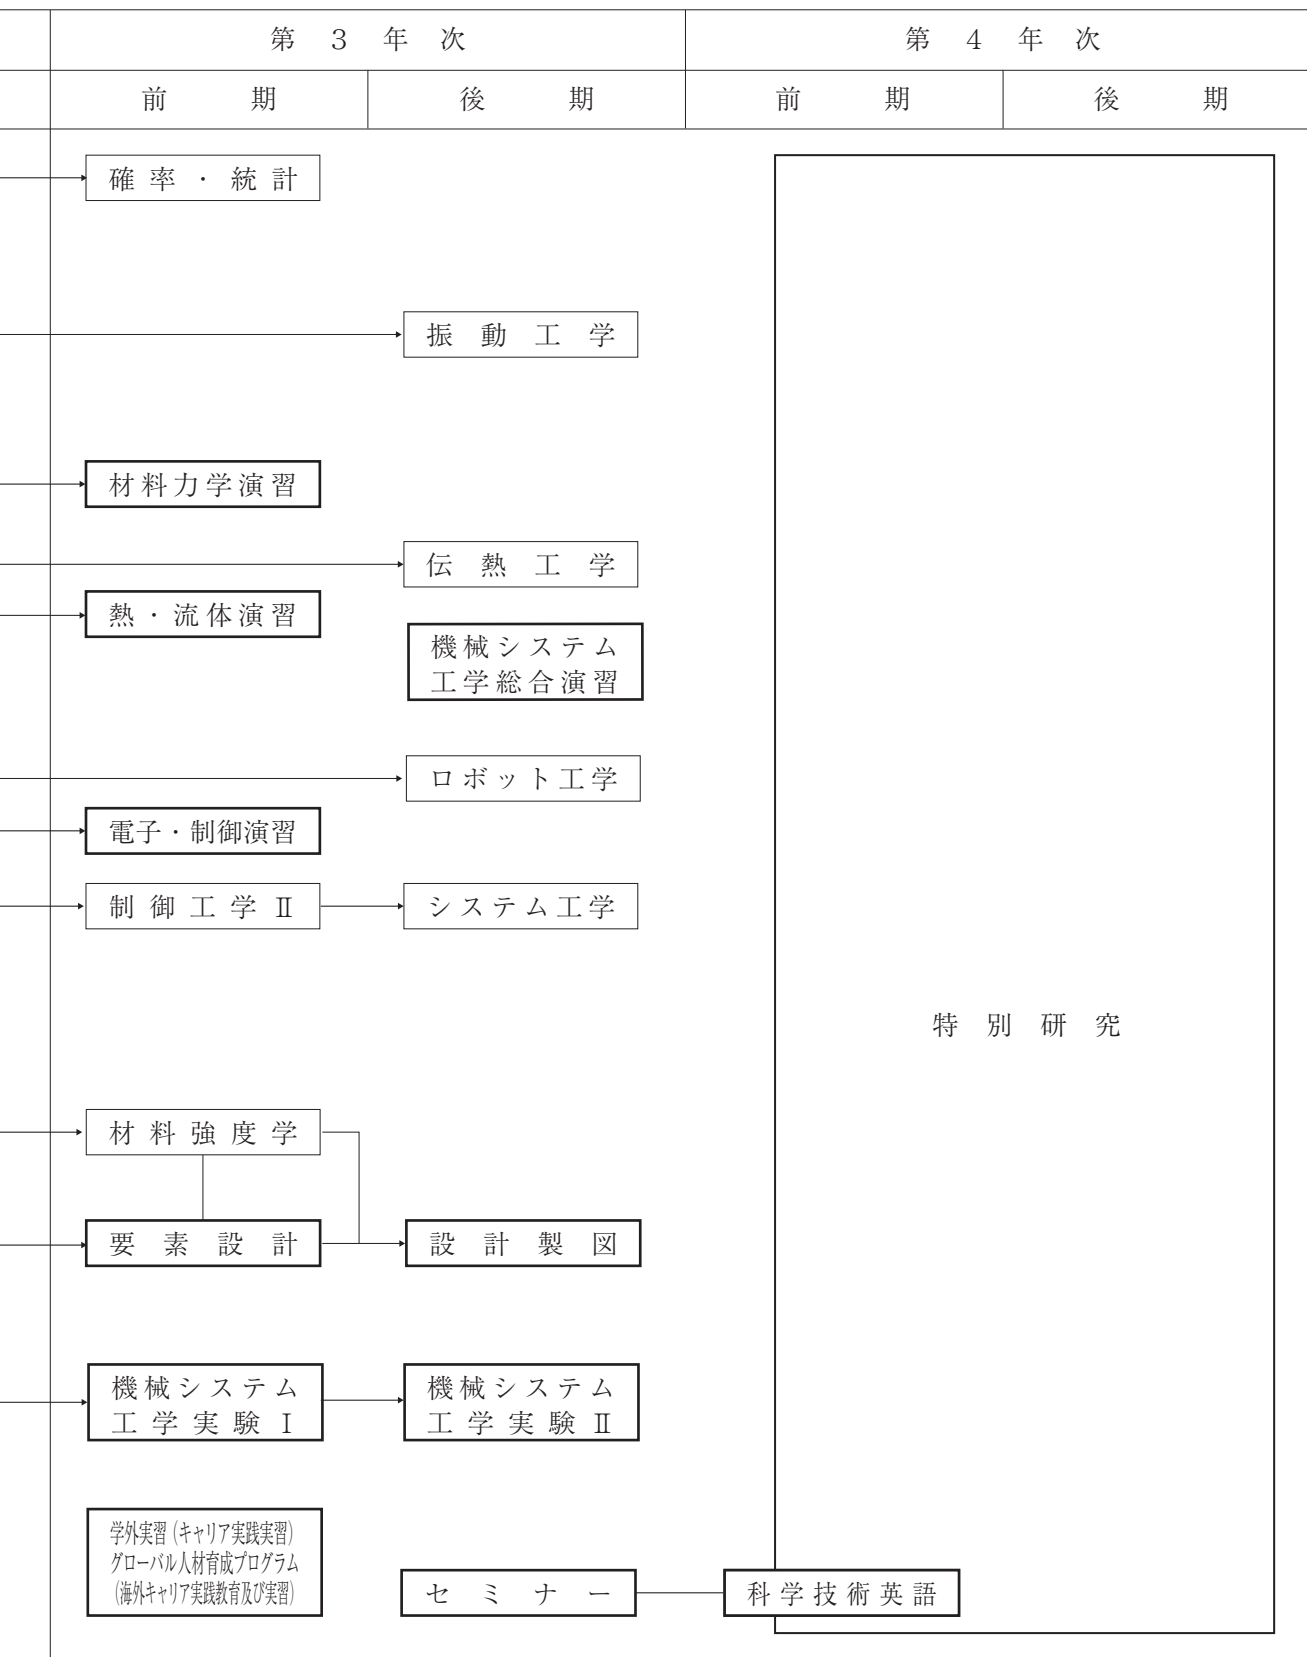 第３年次
第４年次
前期
後期
前期
後期
確率・統計
振動工学
材料力学演習
伝熱工学
熱・流体演習
機械システム
工学総合演習
ロボット工学
電子・制御演習
制御工学Ⅱ
システム工学
特別研究
材料強度学
要素設計
設計製図
機械システム
工学実験Ⅰ
機械システム
工学実験Ⅱ
学外実習（キャリア実践実習）
グローバル人材育成プログラム
（海外キャリア実践教育及び実習）
セミナー
科学技術英語